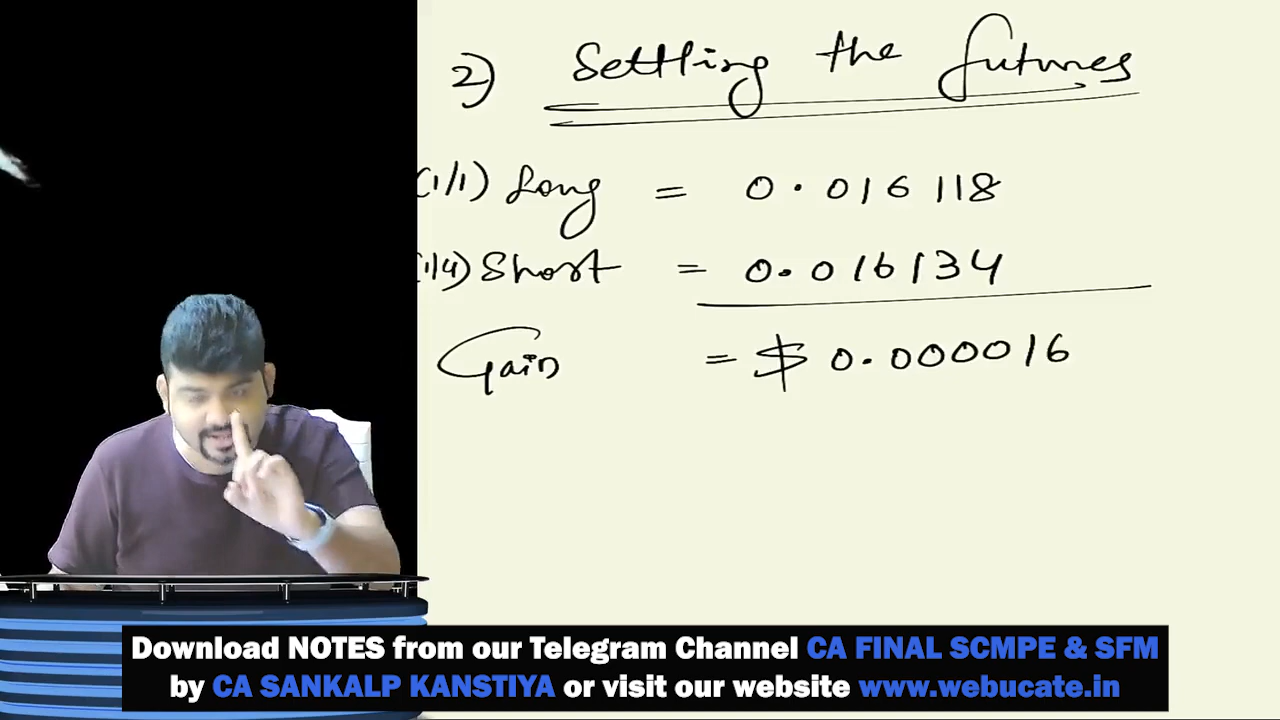 2) Settling the futures
(1/1) Long = 0.016118
(1/4) Short = 0.016134
Gain = $ 0.000016
Download NOTES from our Telegram Channel CA FINAL SCMPE & SFM
by CA SANKALP KANSTIYA or visit our website www.webucate.in